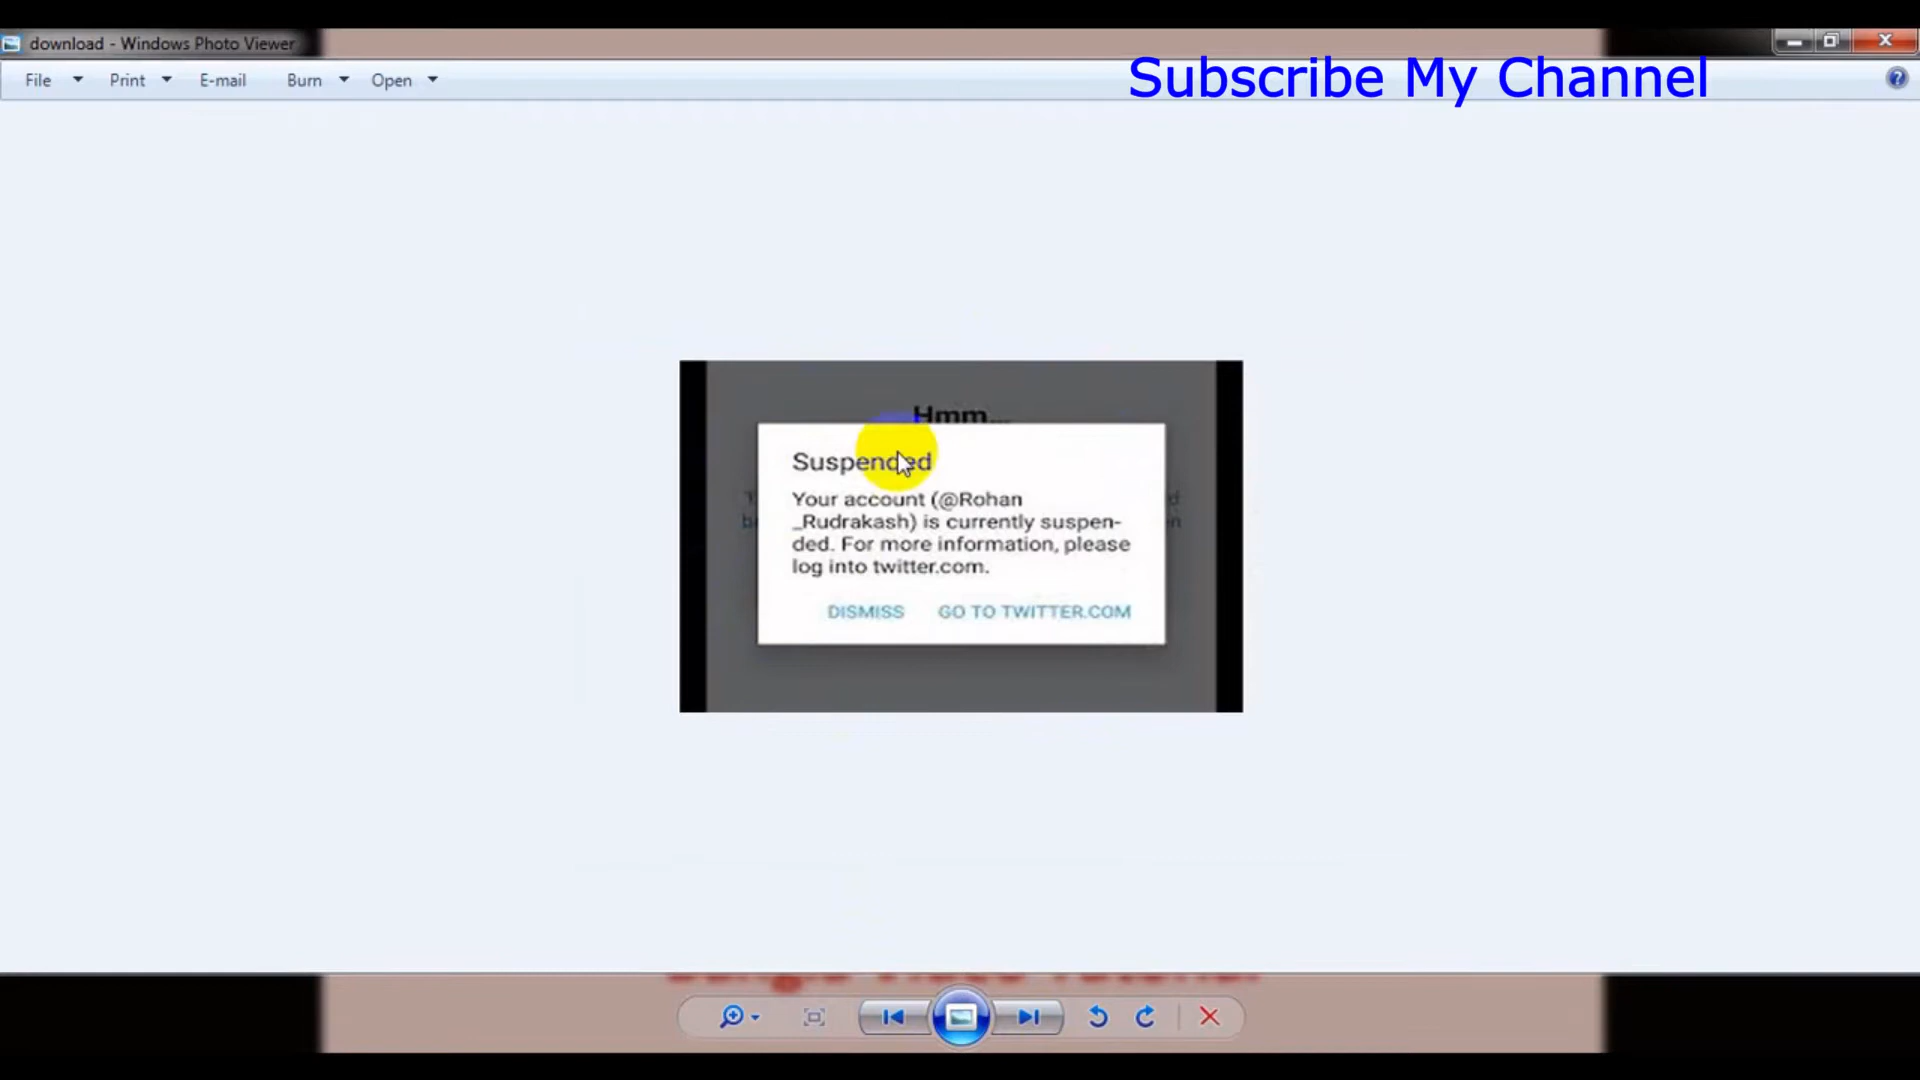 download - Windows Photo Viewer
File Print E-mail Burn Open
Subscribe My Channel
Hmm...
Suspended
Your account (@Rohan
_Rudrakash) is currently suspen-
ded. For more information, please
log into twitter.com.
DISMISS GO TO TWITTER.COM